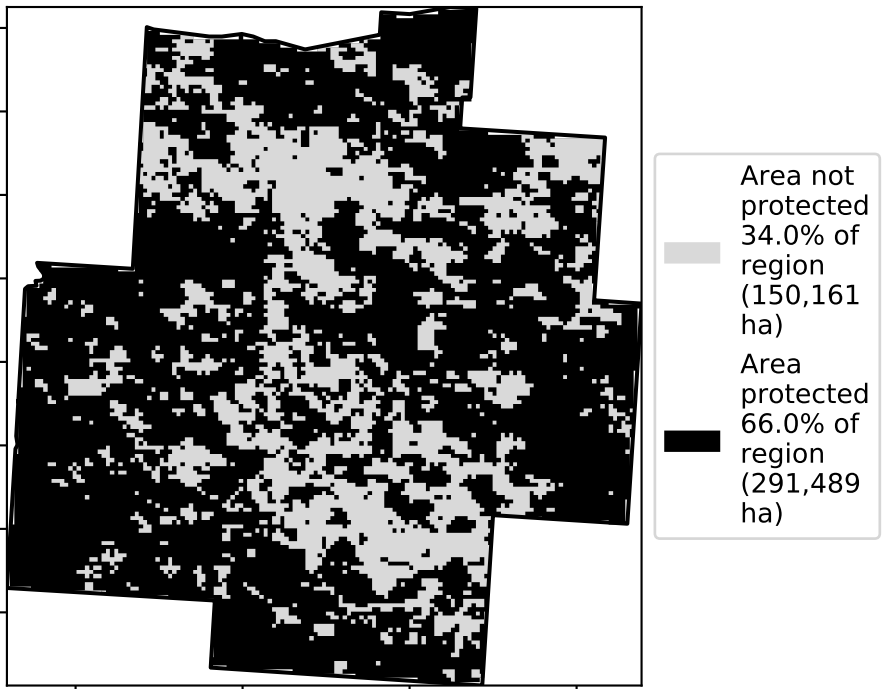 Area not
protected
34.0% of
region
(150,161
ha)
Area
protected
66.0% of
region
(291,489
ha)